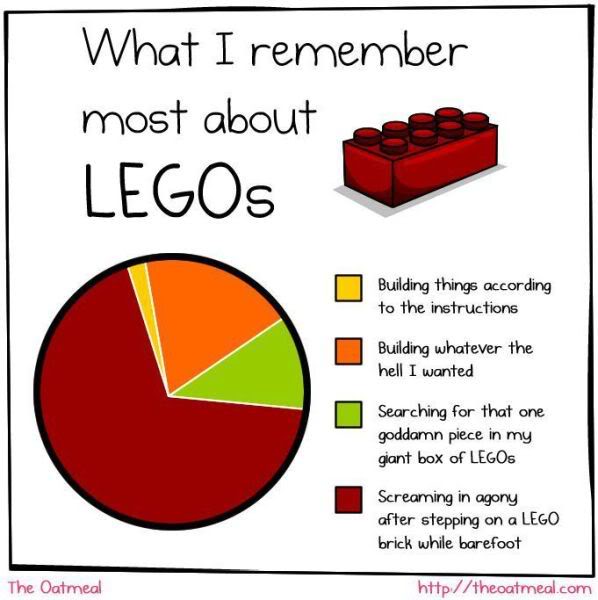 What I remember
most about
LEGOs
Building things according
to the instructions
Building whatever the
hell I wanted
Searching for that one
goddamn piece in my
giant box of LEGOs
Screaming in agony
after stepping on a LEGO
brick while barefoot
The Oatmeal
http://theoatmeal.com